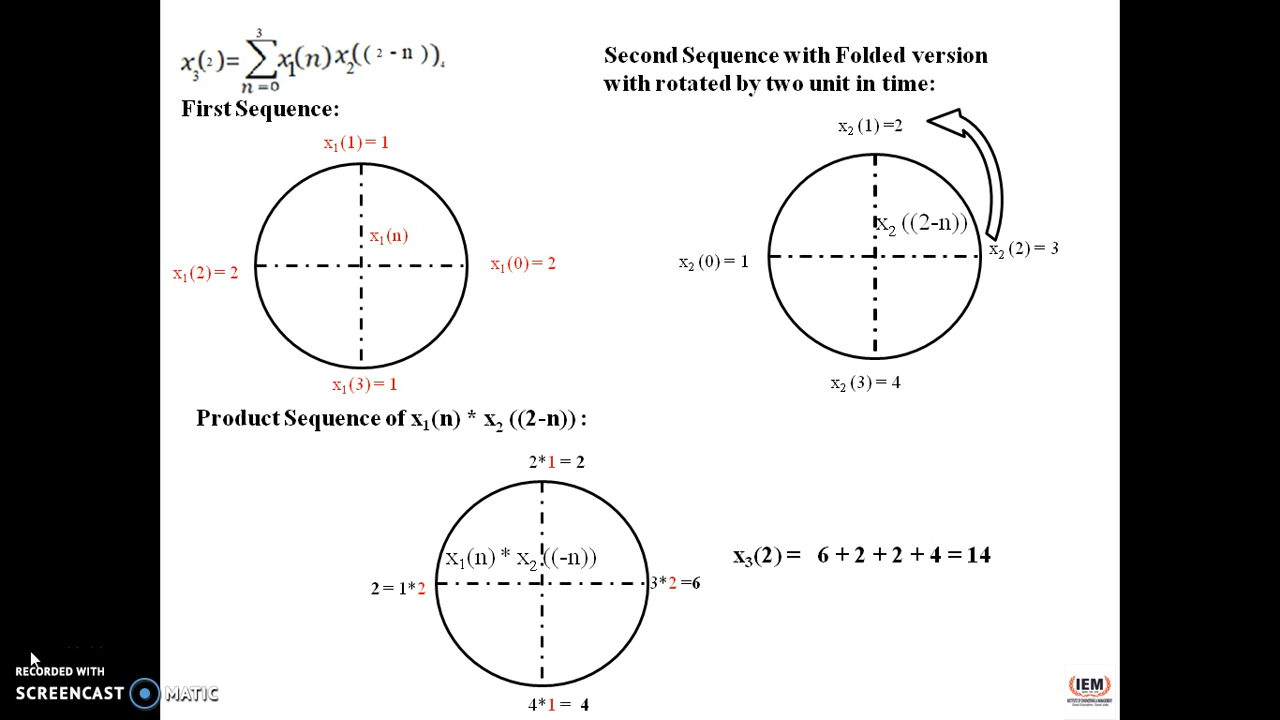 x₃(2)=∑x₁(n)x₂((2-n))₄
3
n=0
First Sequence:
x₁(1)= 1
x₁(n)
x₁(2)= 2
x₁(0)= 2
x₁(3)= 1
Second Sequence with Folded version
with rotated by two unit in time:
x₂ (1) =2
x₂ ((2-n))
x₂ (0) = 1
x₂ (2) = 3
x₂ (3) = 4
Product Sequence of x₁(n) * x₂ ((2-n)) :
2*1 = 2
x₁(n) * x₂ ((-n))
2 = 1*2
3*2 =6
4*1 = 4
x₃(2) = 6 + 2 + 2 + 4 = 14
RECORDED WITH
SCREENCAST MATIC
IEM